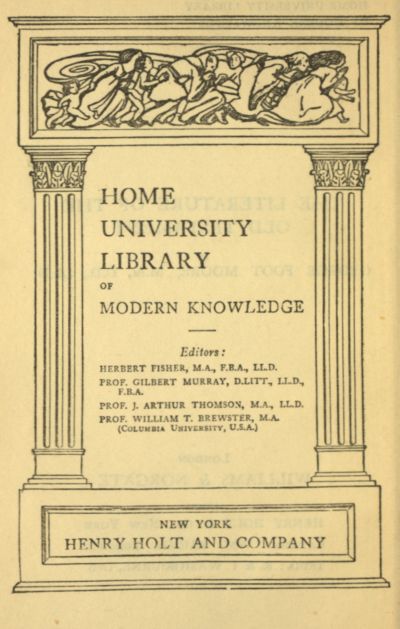 HOME
UNIVERSITY
LIBRARY
OF
MODERN KNOWLEDGE
Editors:
HERBERT FISHER, M.A., F.B.A., LL.D.
PROF. GILBERT MURRAY, D.LITT., LL.D.,
F.B.A.
PROF. J. ARTHUR THOMSON, M.A., LL.D.
PROF. WILLIAM T. BREWSTER, M.A.
(COLUMBIA UNIVERSITY, U.S.A.)
NEW YORK
HENRY HOLT AND COMPANY